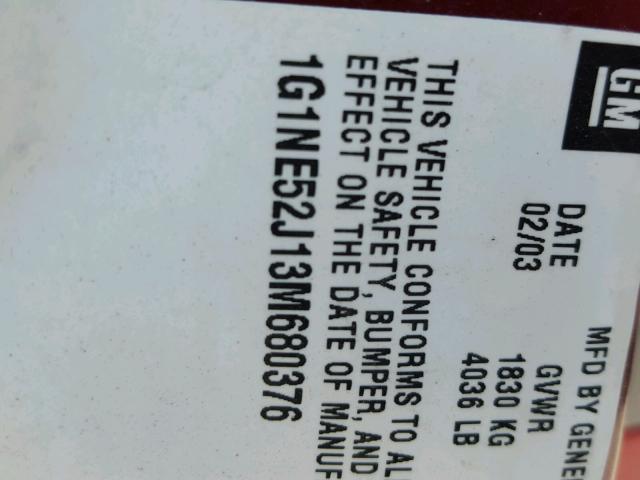 GM
MFD BY GENE
DATE GVWR
02/03 1830 KG
4036 LB
THIS VEHICLE CONFORMS TO AL
VEHICLE SAFETY, BUMPER, AND
EFFECT ON THE DATE OF MANUF
1G1NE52J13M680376